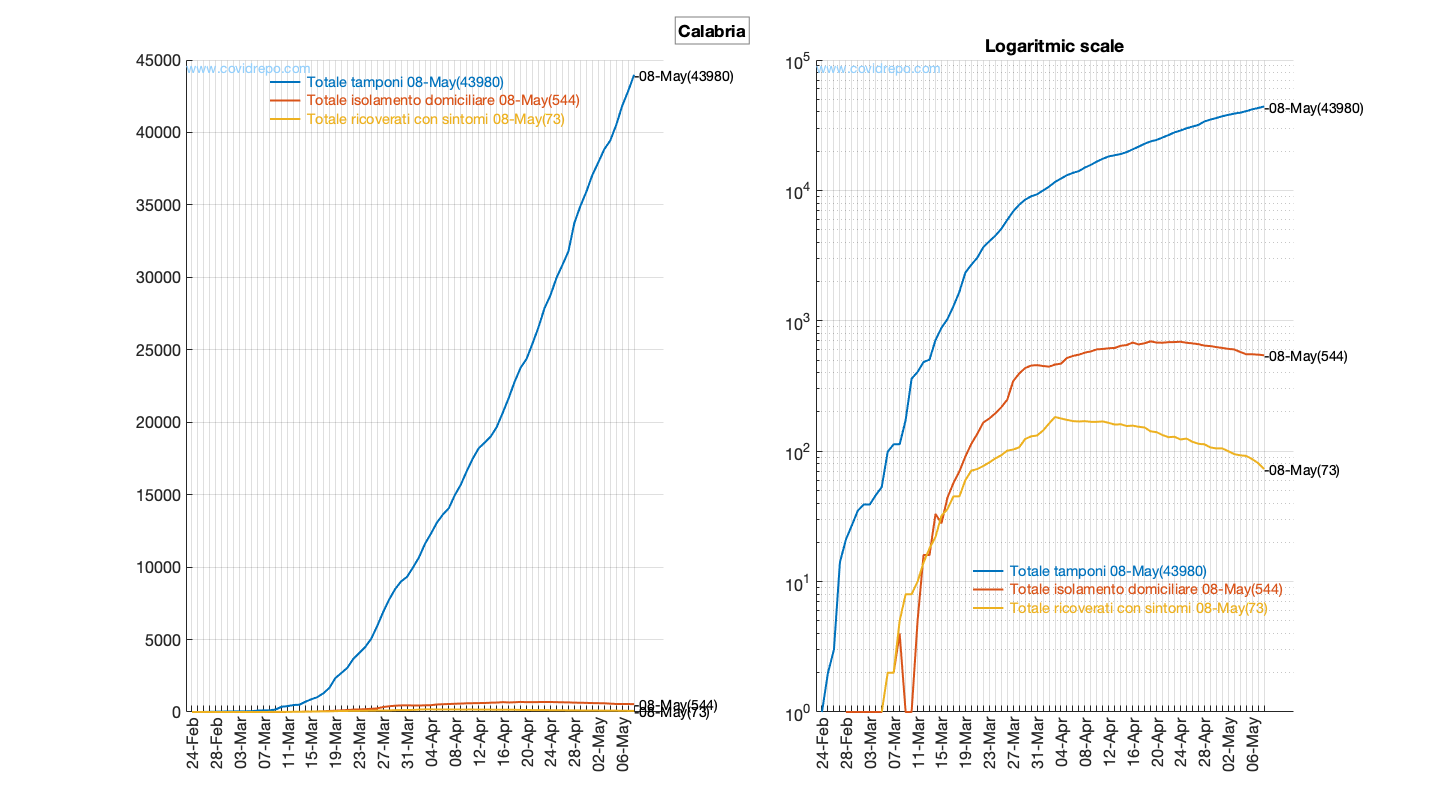 Calabria
www.covidrepo.com
Totale tamponi 08-May(43980)
Totale isolamento domiciliare 08-May(544)
Totale ricoverati con sintomi 08-May(73)
45000
40000
35000
30000
25000
20000
15000
10000
5000
0
-08-May(43980)
-08-May(544)
-08-May(73)
24-Feb
28-Feb
03-Mar
07-Mar
11-Mar
15-Mar
19-Mar
23-Mar
27-Mar
31-Mar
04-Apr
08-Apr
12-Apr
16-Apr
20-Apr
24-Apr
28-Apr
02-May
06-May
Logaritmic scale
www.covidrepo.com
10^5
10^4
10^3
10^2
10^1
10^0
-08-May(43980)
-08-May(544)
-08-May(73)
Totale tamponi 08-May(43980)
Totale isolamento domiciliare 08-May(544)
Totale ricoverati con sintomi 08-May(73)
24-Feb
28-Feb
03-Mar
07-Mar
11-Mar
15-Mar
19-Mar
23-Mar
27-Mar
31-Mar
04-Apr
08-Apr
12-Apr
16-Apr
20-Apr
24-Apr
28-Apr
02-May
06-May